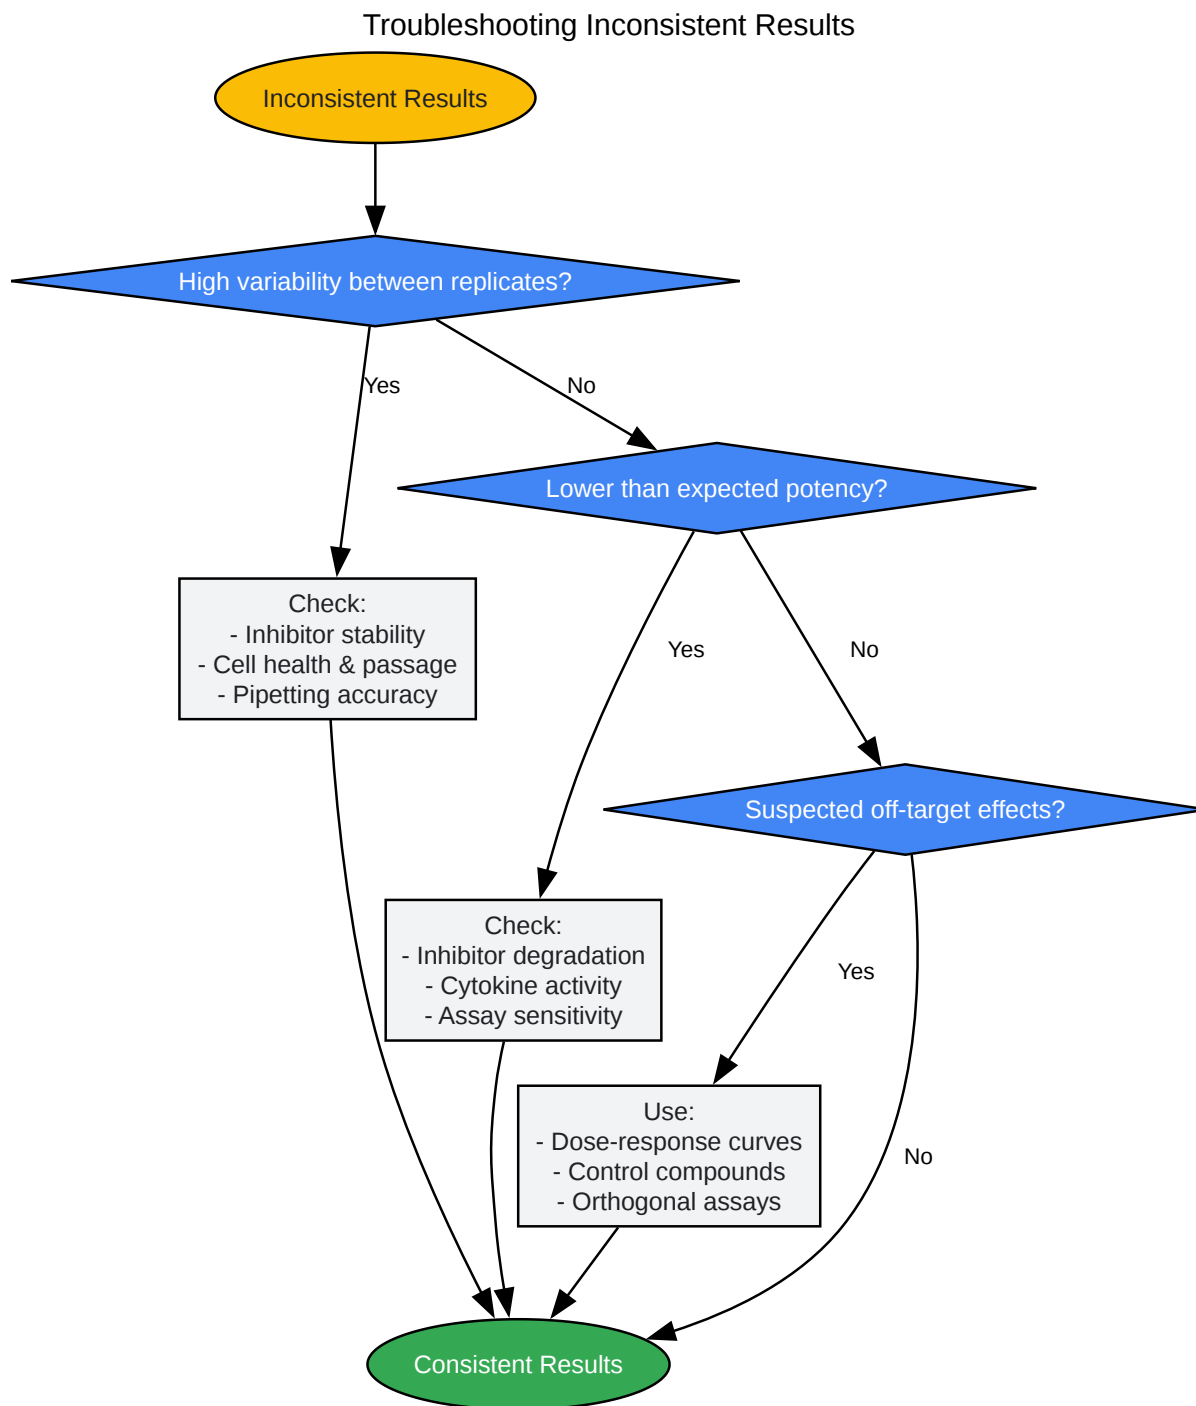 Troubleshooting Inconsistent Results
Inconsistent Results
High variability between replicates?
Yes
No
Lower than expected potency?
Check:
- Inhibitor stability
- Cell health & passage
- Pipetting accuracy
Yes
No
Suspected off-target effects?
Check:
- Inhibitor degradation
- Cytokine activity
- Assay sensitivity
Yes
Use:
- Dose-response curves
- Control compounds
- Orthogonal assays
No
Consistent Results